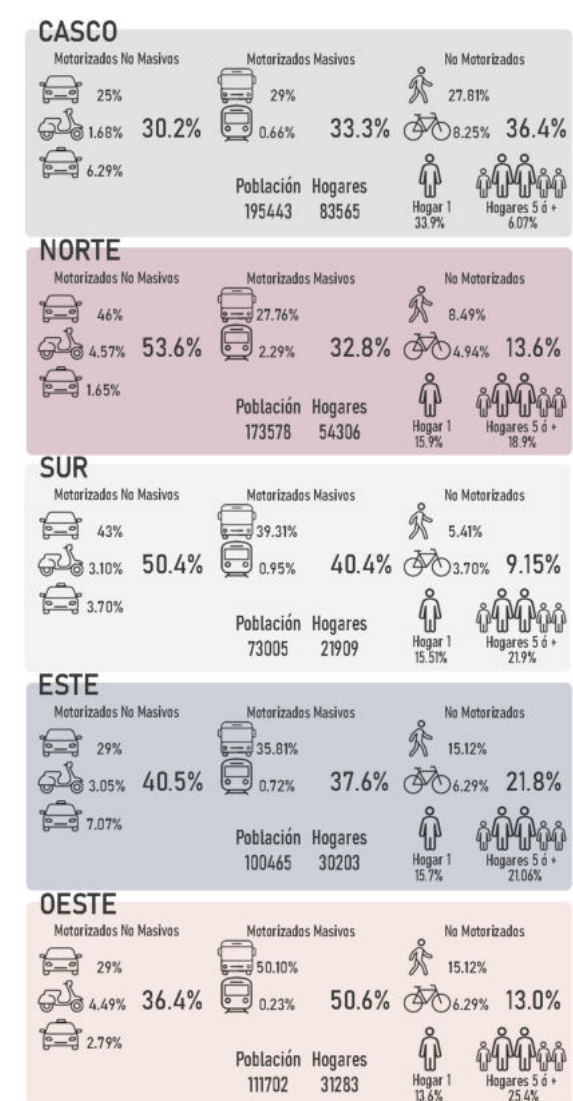 CASCO
Motorizados No Masivos Motorizados Masivos No Motorizados
25% 29% 27.81%
1.68% 30.2% 0.66% 33.3% 8.25% 36.4%
6.29%
Población Hogares
195443 83565
Hogar 1 Hogares 5 ó +
33.9% 6.07%
NORTE
Motorizados No Masivos Motorizados Masivos No Motorizados
46% 27.76% 8.49%
4.57% 53.6% 2.29% 32.8% 4.94% 13.6%
1.65%
Población Hogares
173578 54306
Hogar 1 Hogares 5 ó +
15.9% 18.9%
SUR
Motorizados No Masivos Motorizados Masivos No Motorizados
43% 39.31% 5.41%
3.10% 50.4% 0.95% 40.4% 3.70% 9.15%
3.70%
Población Hogares
73005 21909
Hogar 1 Hogares 5 ó +
15.51% 21.9%
ESTE
Motorizados No Masivos Motorizados Masivos No Motorizados
29% 35.81% 15.12%
3.05% 40.5% 0.72% 37.6% 6.29% 21.8%
7.07%
Población Hogares
100465 30203
Hogar 1 Hogares 5 ó +
15.7% 21.06%
OESTE
Motorizados No Masivos Motorizados Masivos No Motorizados
29% 50.10% 15.12%
4.49% 36.4% 0.23% 50.6% 6.29% 13.0%
2.79%
Población Hogares
111702 31283
Hogar 1 Hogares 5 ó +
13.6% 25.4%